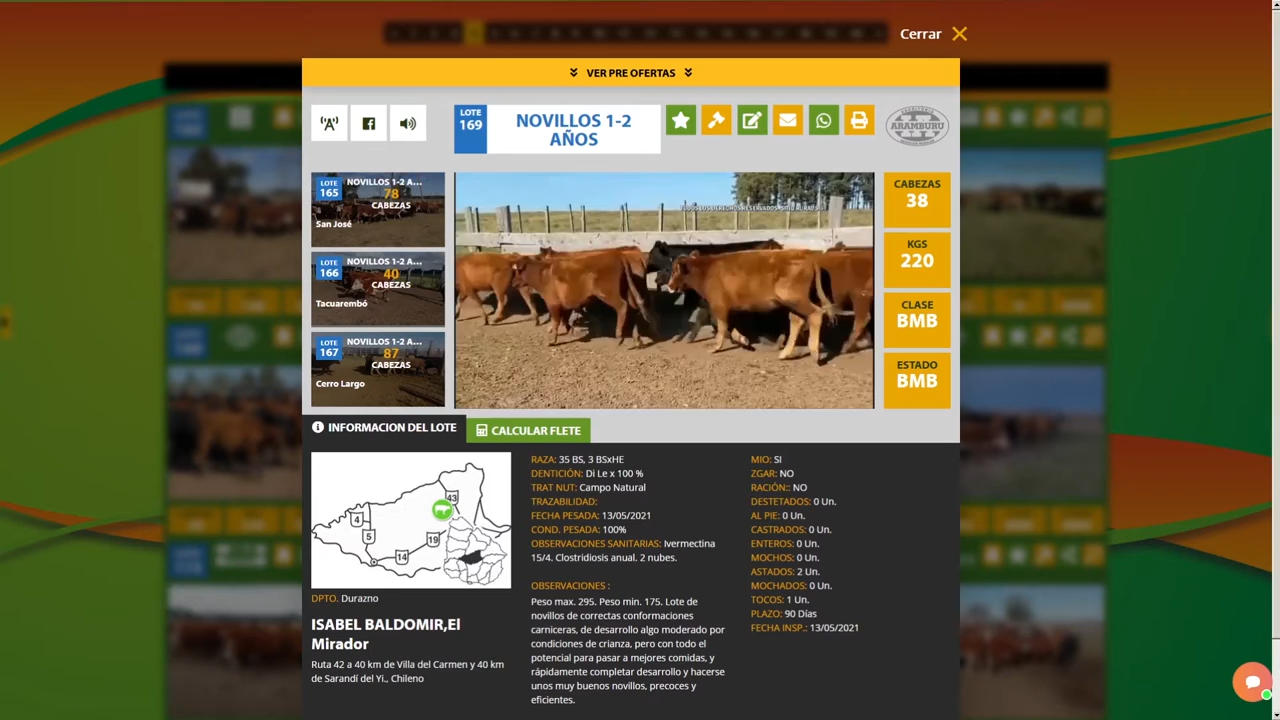 Cerrar
VER PRE OFERTAS
LOTE
169
NOVILLOS 1-2
AÑOS
ARAMBURU
LOTE
165
NOVILLOS 1-2 A...
78
CABEZAS
San José
LOTE
166
NOVILLOS 1-2 A...
40
CABEZAS
Tacuarembó
LOTE
167
NOVILLOS 1-2 A...
87
CABEZAS
Cerro Largo
CABEZAS
38
KGS
220
CLASE
BMB
ESTADO
BMB
INFORMACION DEL LOTE
CALCULAR FLETE
43
4
5
19
14
DPTO. Durazno
ISABEL BALDOMIR,El
Mirador
Ruta 42 a 40 km de Villa del Carmen y 40 km
de Sarandí del Yi., Chileno
RAZA: 35 BS, 3 BSxHE
DENTICIÓN: Di Le x 100 %
TRAT NUT: Campo Natural
TRAZABILIDAD:
FECHA PESADA: 13/05/2021
COND. PESADA: 100%
OBSERVACIONES SANITARIAS: Ivermectina
15/4. Clostridiosis anual. 2 nubes.
OBSERVACIONES :
Peso max. 295. Peso min. 175. Lote de
novillos de correctas conformaciones
carniceras, de desarrollo algo moderado por
condiciones de crianza, pero con todo el
potencial para pasar a mejores comidas, y
rápidamente completar desarrollo y hacerse
unos muy buenos novillos, precoces y
eficientes.
MIO: SI
ZGAR: NO
RACIÓN:: NO
DESTETADOS: 0 Un.
AL PIE: 0 Un.
CASTRADOS: 0 Un.
ENTEROS: 0 Un.
MOCHOS: 0 Un.
ASTADOS: 2 Un.
MOCHADOS: 0 Un.
TOCOS: 1 Un.
PLAZO: 90 Días
FECHA INSP.: 13/05/2021